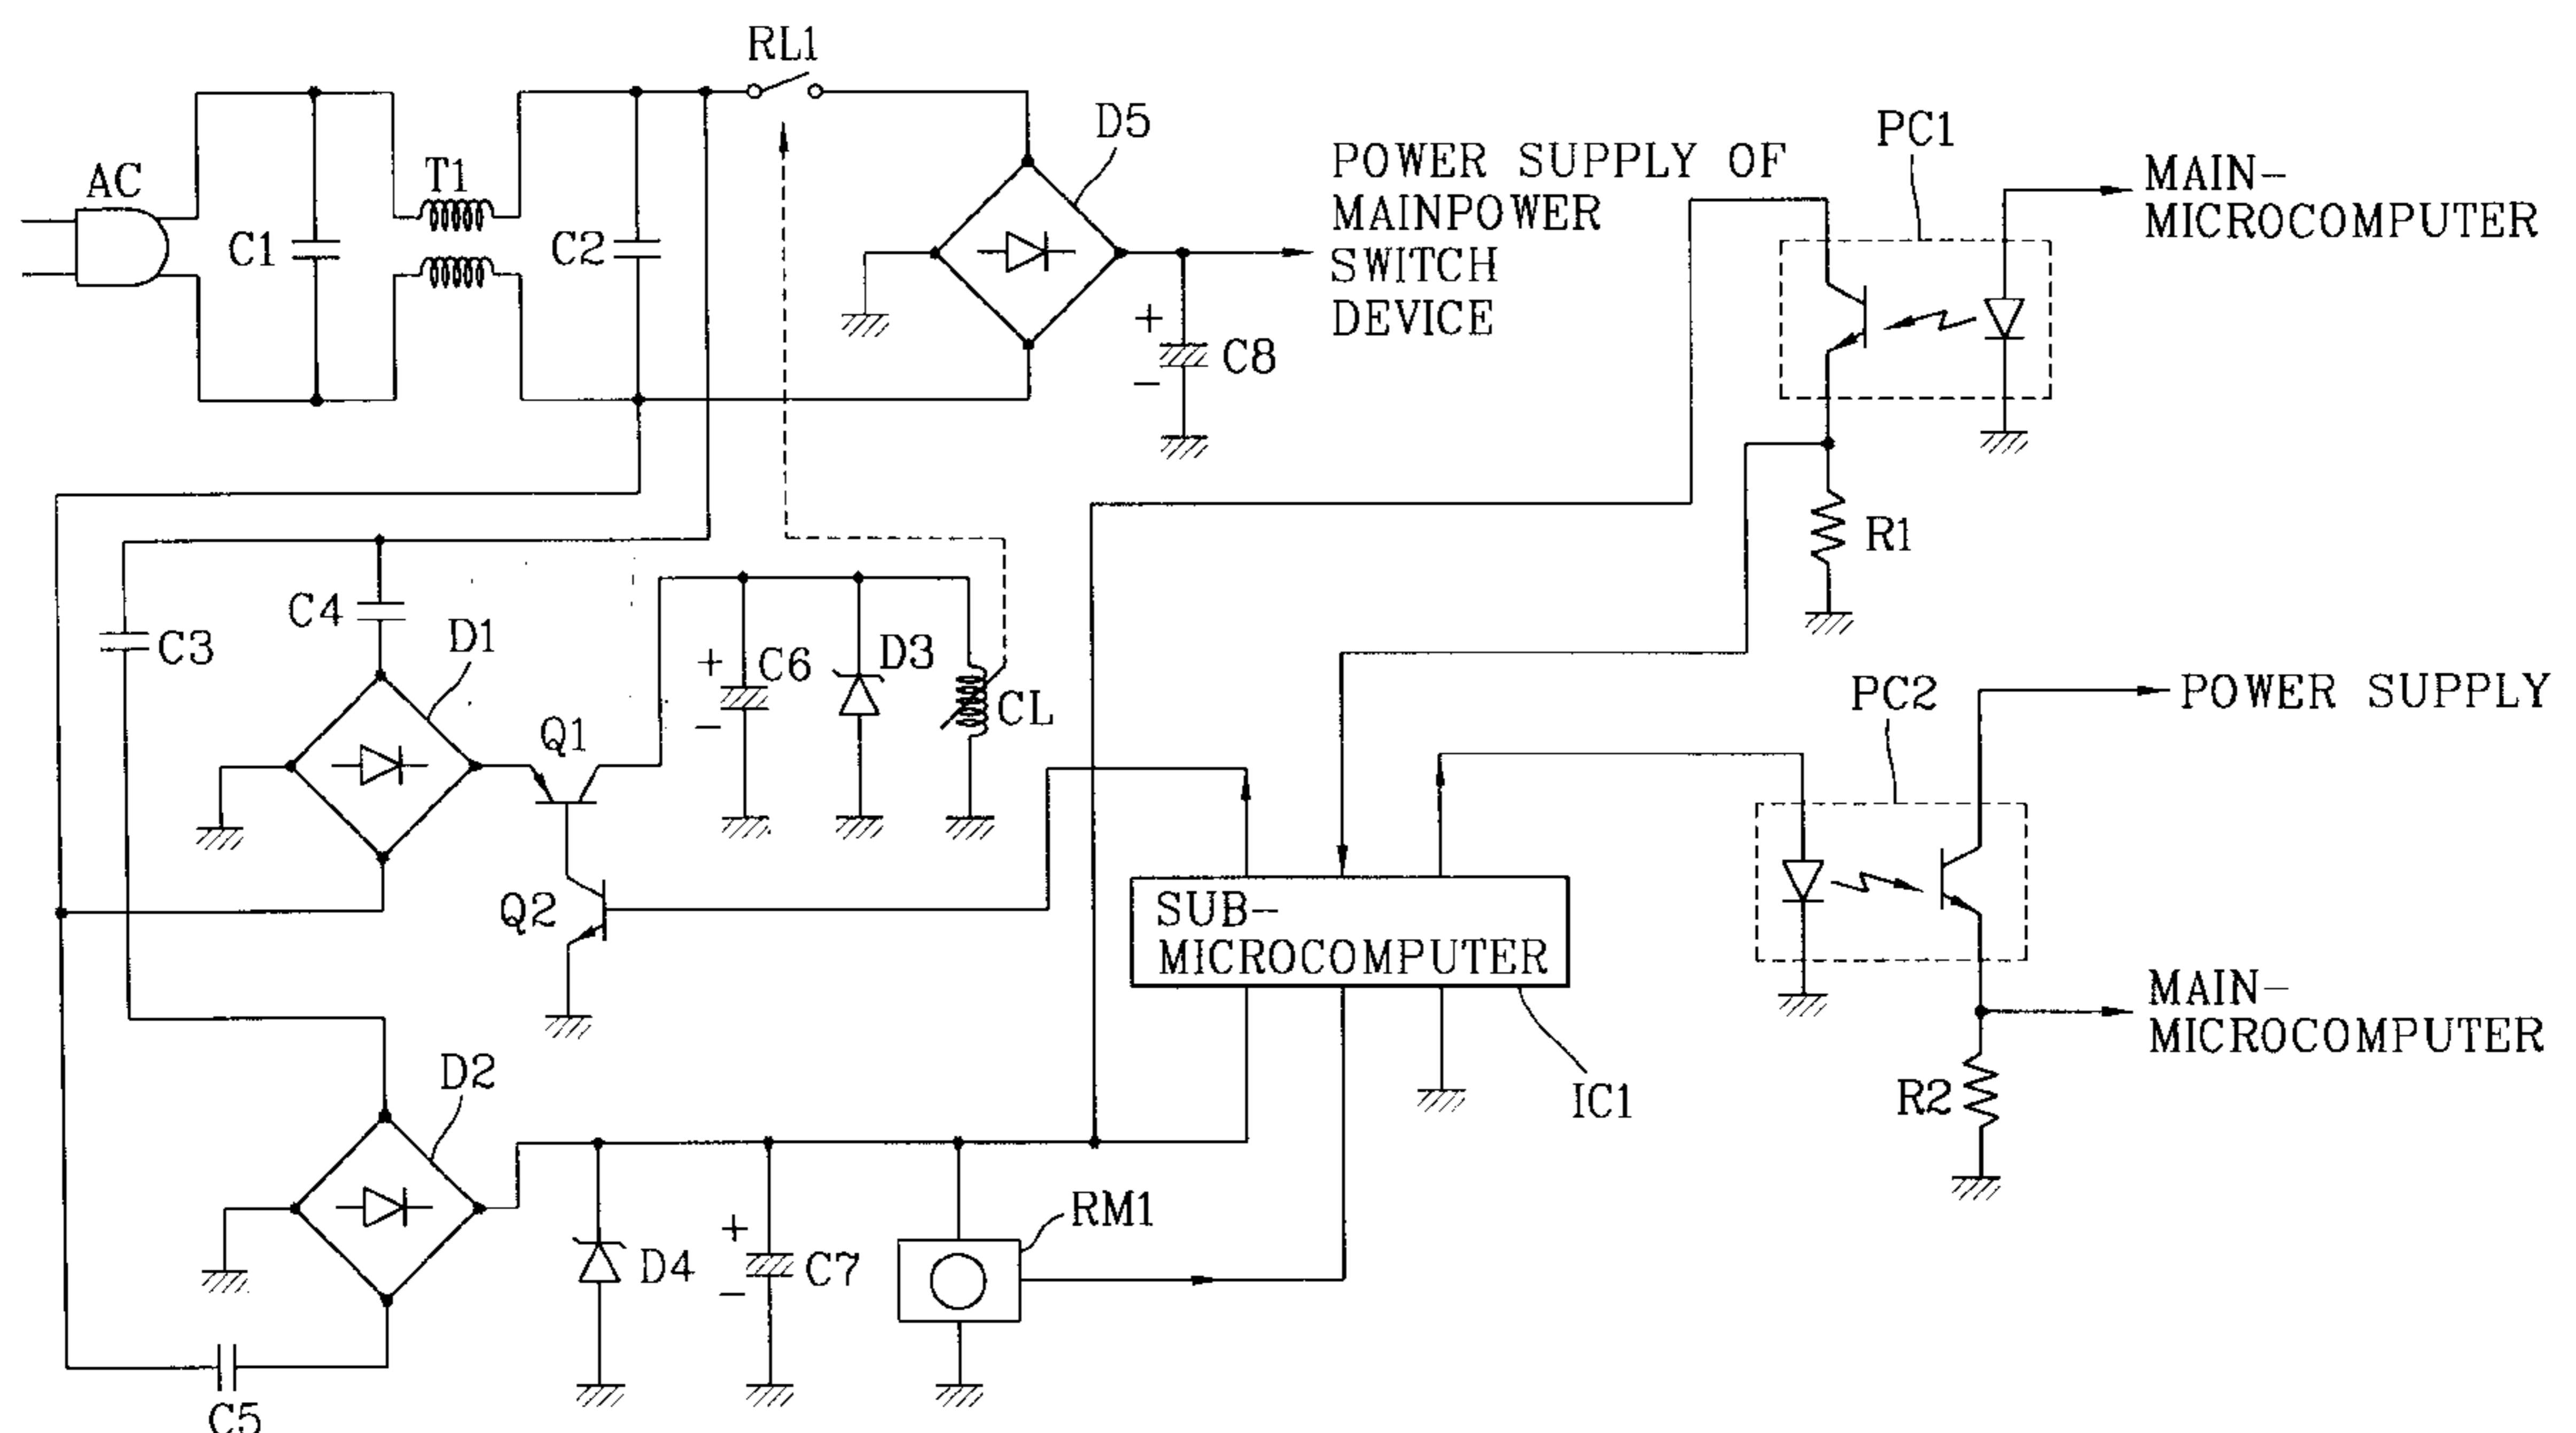 RL1
D5
PC1
AC
T1
C1
C2
POWER SUPPLY OF
MAINPOWER
SWITCH
DEVICE
MAIN-
MICROCOMPUTER
+
-
C8
R1
C4
D1
C3
+
-
C6
D3
CL
Q1
PC2
POWER SUPPLY
Q2
SUB-
MICROCOMPUTER
MAIN-
MICROCOMPUTER
D2
IC1
R2
RM1
+
-
D4
C7
C5